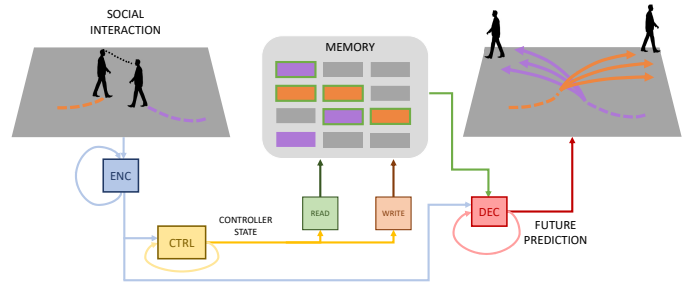 SOCIAL
INTERACTION
MEMORY
ENC
CTRL
CONTROLLER
STATE
READ
WRITE
DEC
FUTURE
PREDICTION